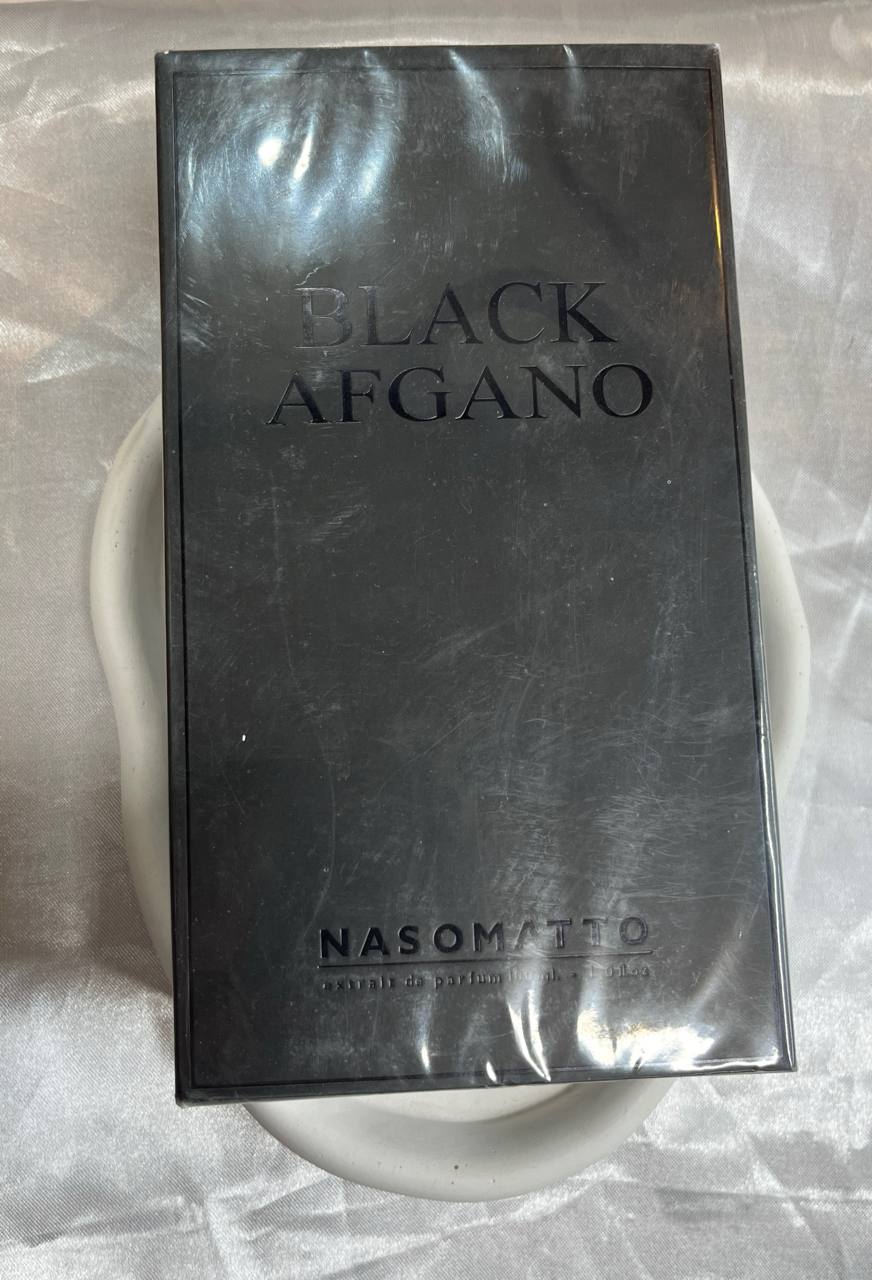 BLACK
AFGANO
NASOMATTO
extrait de parfum